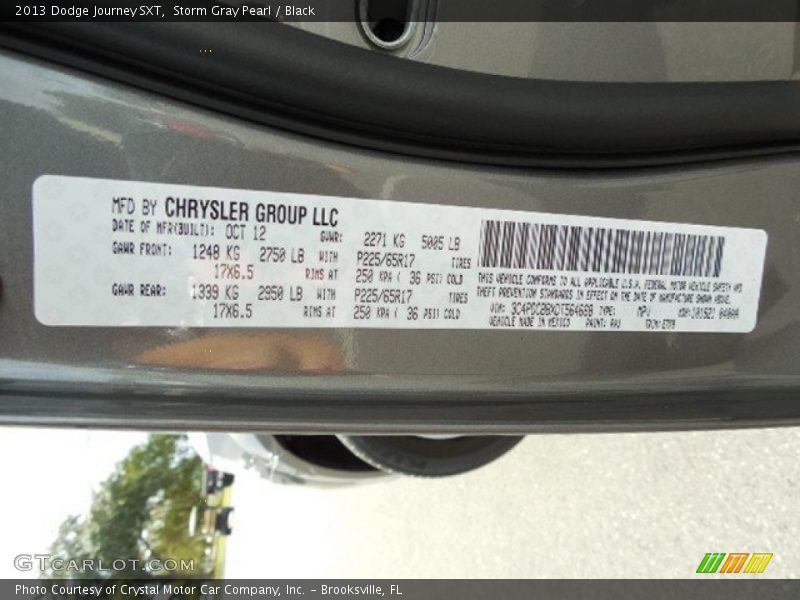 2013 Dodge Journey SXT, Storm Gray Pearl / Black
MFD BY CHRYSLER GROUP LLC
DATE OF MFR(BUILT): OCT 12 GVWR: 2271 KG 5005 LB
GAWR FRONT: 1248 KG 2750 LB WITH P225/65R17 TIRES
17X6.5 RIMS AT 250 KPA ( 36 PSI) COLD
GAWR REAR: 1339 KG 2950 LB WITH P225/65R17 TIRES
17X6.5 RIMS AT 250 KPA ( 36 PSI) COLD
THIS VEHICLE CONFORMS TO ALL APPLICABLE U.S.A. FEDERAL MOTOR VEHICLE SAFETY AND
THEFT PREVENTION STANDARDS IN EFFECT ON THE DATE OF MANUFACTURE SHOWN ABOVE.
VIN: TYPE: MPV
VEHICLE MADE IN MEXICO PAINT:
GTCARLOT.COM
Photo Courtesy of Crystal Motor Car Company, Inc. – Brooksville, FL